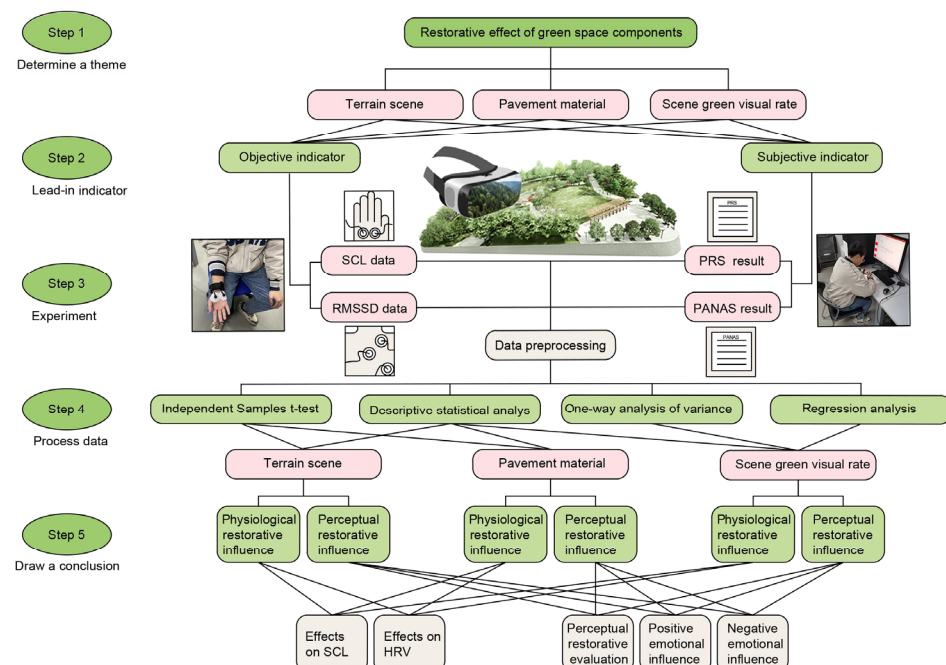 Step 1
Determine a theme
Restorative effect of green space components
Terrain scene
Pavement material
Scene green visual rate
Step 2
Lead-in indicator
Objective indicator
Subjective indicator
PRS
SCL data
PRS result
Step 3
Experiment
RMSSD data
PANAS result
Data preprocessing
PANAS
Step 4
Process data
Independent Samples t-test
Descriptive statistical analys
One-way analysis of variance
Regression analysis
Terrain scene
Pavement material
Scene green visual rate
Step 5
Draw a conclusion
Physiological
restorative
influence
Perceptual
restorative
influence
Physiological
restorative
influence
Perceptual
restorative
influence
Physiological
restorative
influence
Perceptual
restorative
influence
Effects
on SCL
Effects on
HRV
Perceptual
restorative
evaluation
Positive
emotional
influence
Negative
emotional
influence